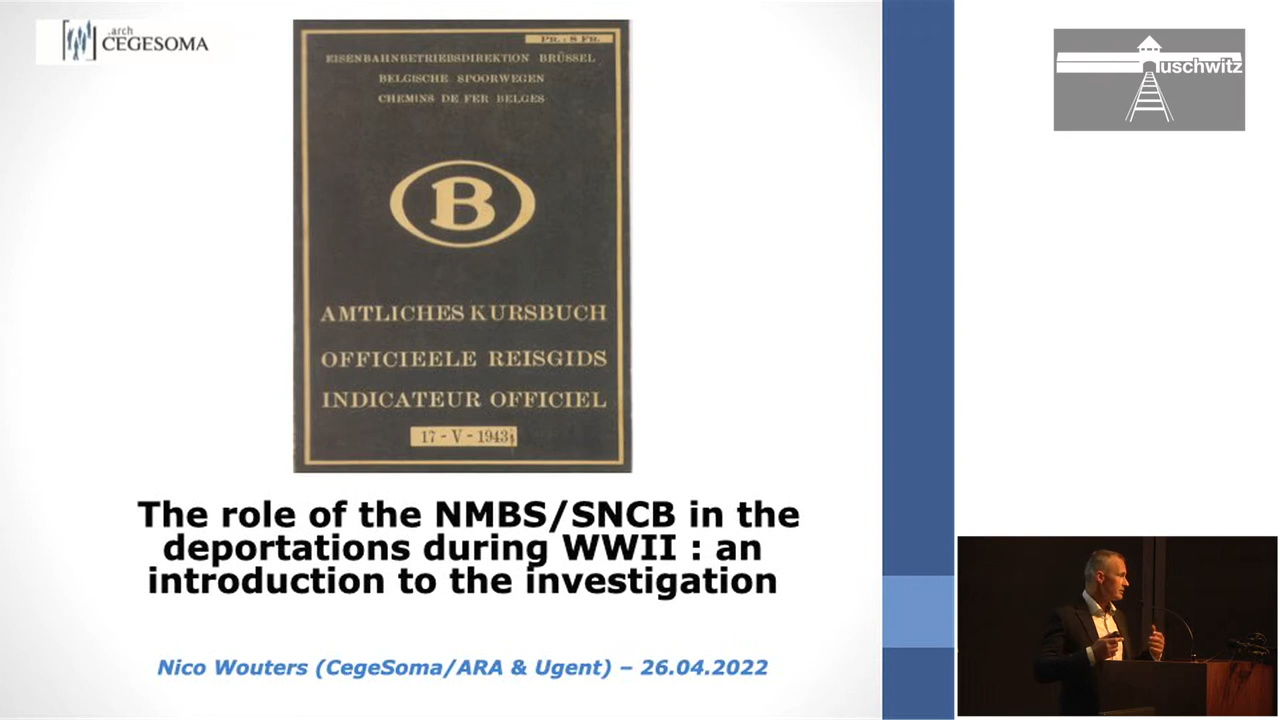 .arch
CEGESOMA
PR. : 8 FR.
EISENBAHNBETRIEBSDIREKTION BRÜSSEL
BELGISCHE SPOORWEGEN
CHEMINS DE FER BELGES
B
AMTLICHES KURSBUCH
OFFICIEELE REISGIDS
INDICATEUR OFFICIEL
17 - V - 1943
The role of the NMBS/SNCB in the
deportations during WWII : an
introduction to the investigation
Nico Wouters (CegeSoma/ARA & Ugent) – 26.04.2022
auschwitz